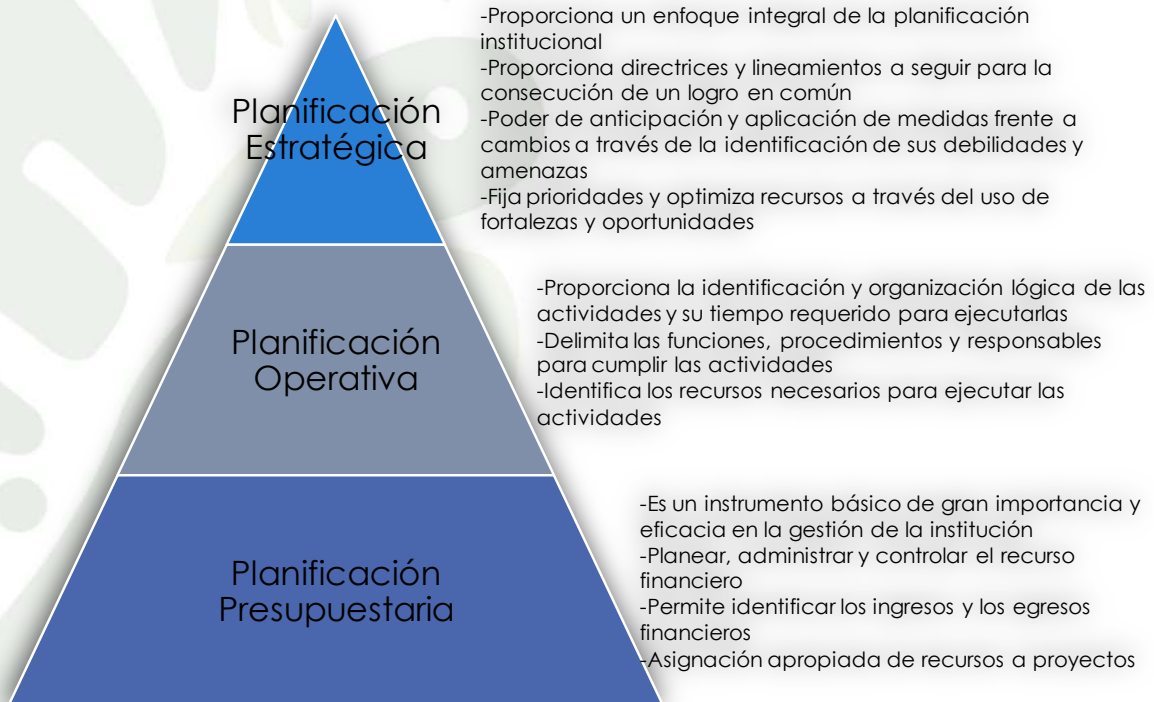 -Proporciona un enfoque integral de la planificación
institucional
-Proporciona directrices y lineamientos a seguir para la
consecución de un logro en común
-Poder de anticipación y aplicación de medidas frente a
cambios a través de la identificación de sus debilidades y
amenazas
-Fija prioridades y optimiza recursos a través del uso de
fortalezas y oportunidades
Planificación
Estratégica
-Proporciona la identificación y organización lógica de las
actividades y su tiempo requerido para ejecutarlas
-Delimita las funciones, procedimientos y responsables
para cumplir las actividades
-Identifica los recursos necesarios para ejecutar las
actividades
Planificación
Operativa
-Es un instrumento básico de gran importancia y
eficacia en la gestión de la institución
-Planear, administrar y controlar el recurso
financiero
-Permite identificar los ingresos y los egresos
financieros
-Asignación apropiada de recursos a proyectos
Planificación
Presupuestaria